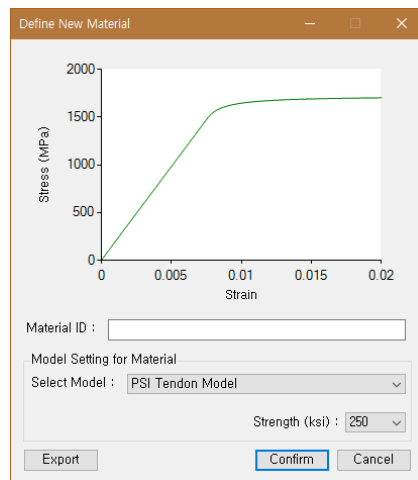 Define New Material
2000
1500
1000
500
0
Stress (MPa)
0 0.005 0.01 0.015 0.02
Strain
Material ID :
Model Setting for Material
Select Model : PSI Tendon Model
Strength (ksi) : 250
Export Confirm Cancel